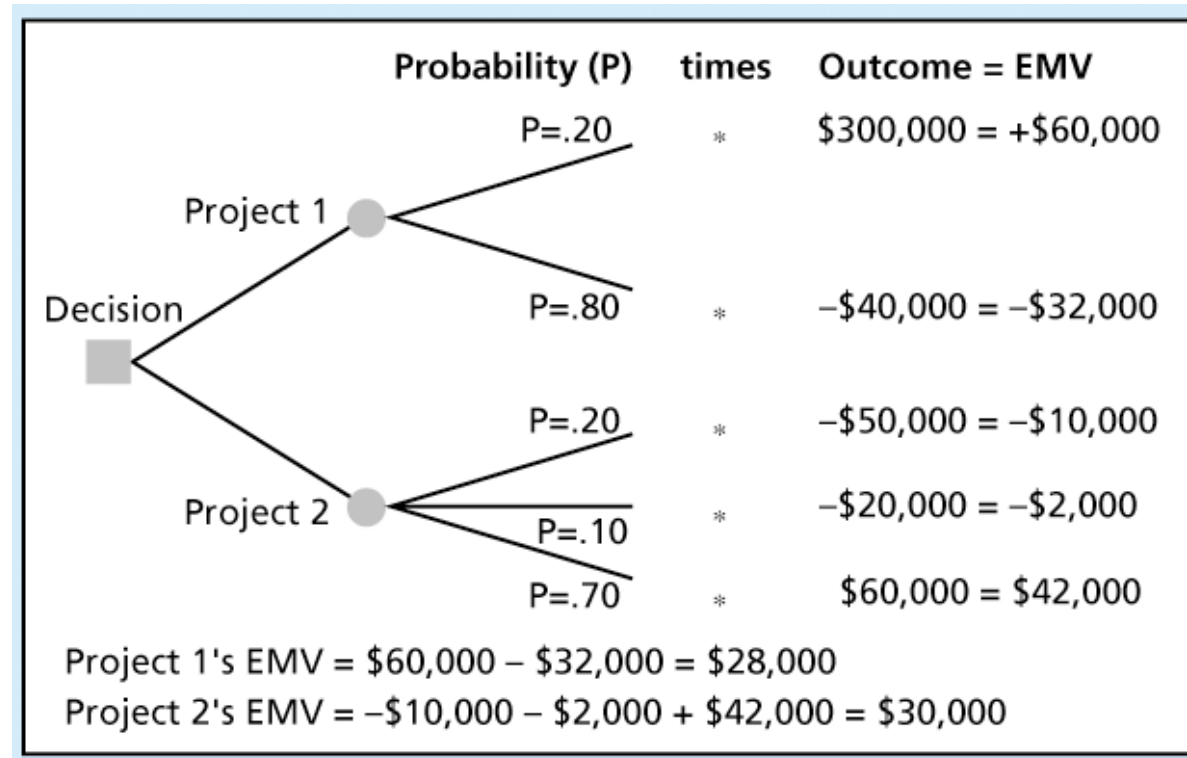 Probability (P) times Outcome = EMV
P=.20 * $300,000 = +$60,000
Project 1
P=.80 * –$40,000 = –$32,000
Decision
P=.20 * –$50,000 = –$10,000
Project 2
P=.10 * –$20,000 = –$2,000
P=.70 * $60,000 = $42,000
Project 1's EMV = $60,000 – $32,000 = $28,000
Project 2's EMV = –$10,000 – $2,000 + $42,000 = $30,000